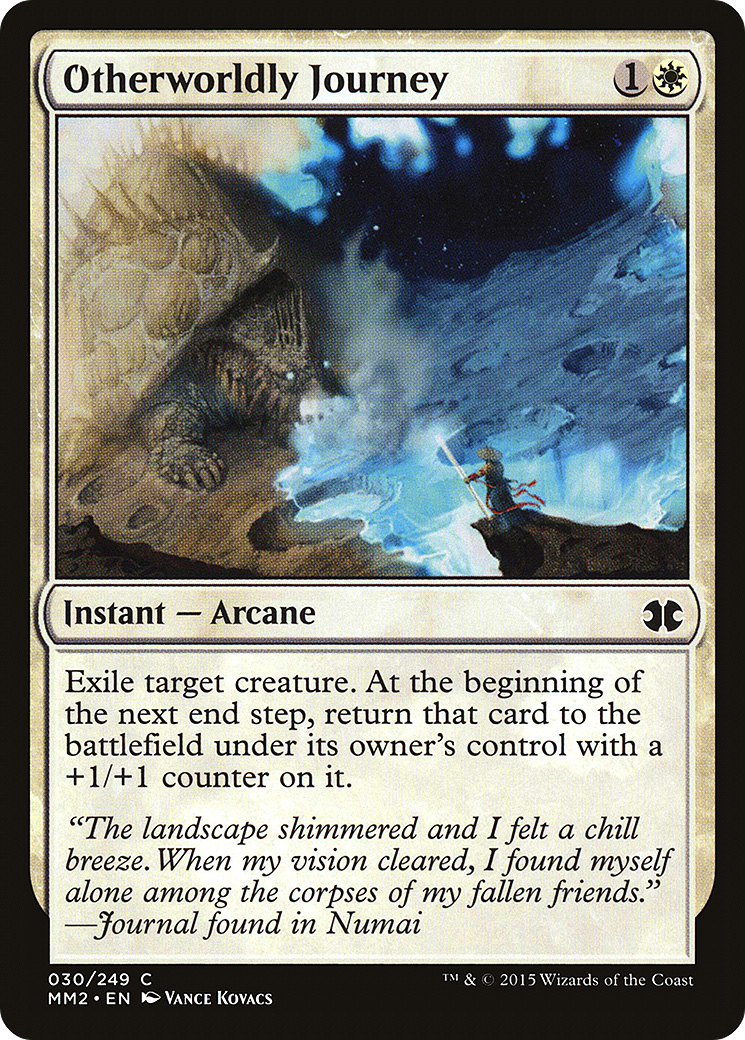 Otherworldly Journey 1
Instant — Arcane
Exile target creature. At the beginning of
the next end step, return that card to the
battlefield under its owner's control with a
+1/+1 counter on it.
“The landscape shimmered and I felt a chill
breeze. When my vision cleared, I found myself
alone among the corpses of my fallen friends.”
—Journal found in Numai
030/249 C
MM2 • EN Vance Kovacs
™ & © 2015 Wizards of the Coast